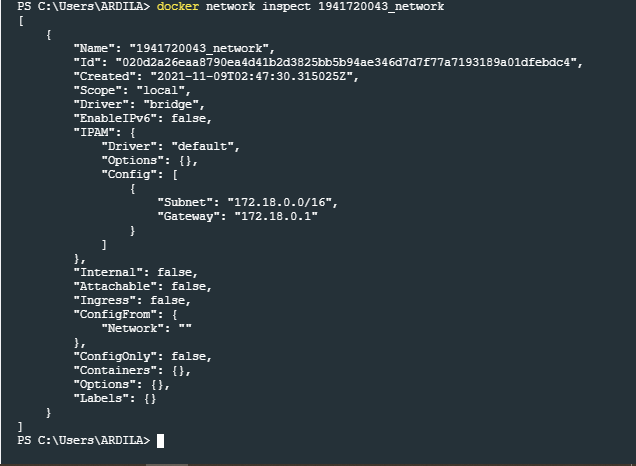 PS C:\Users\ARDILA> docker network inspect 1941720043_network
[
    {
        "Name": "1941720043_network",
        "Id": "020d2a26eaa8790ea4d41b2d3825bb5b94ae346d7d7f77a7193189a01dfebdc4",
        "Created": "2021-11-09T02:47:30.315025Z",
        "Scope": "local",
        "Driver": "bridge",
        "EnableIPv6": false,
        "IPAM": {
            "Driver": "default",
            "Options": {},
            "Config": [
                {
                    "Subnet": "172.18.0.0/16",
                    "Gateway": "172.18.0.1"
                }
            ]
        },
        "Internal": false,
        "Attachable": false,
        "Ingress": false,
        "ConfigFrom": {
            "Network": ""
        },
        "ConfigOnly": false,
        "Containers": {},
        "Options": {},
        "Labels": {}
    }
]
PS C:\Users\ARDILA>